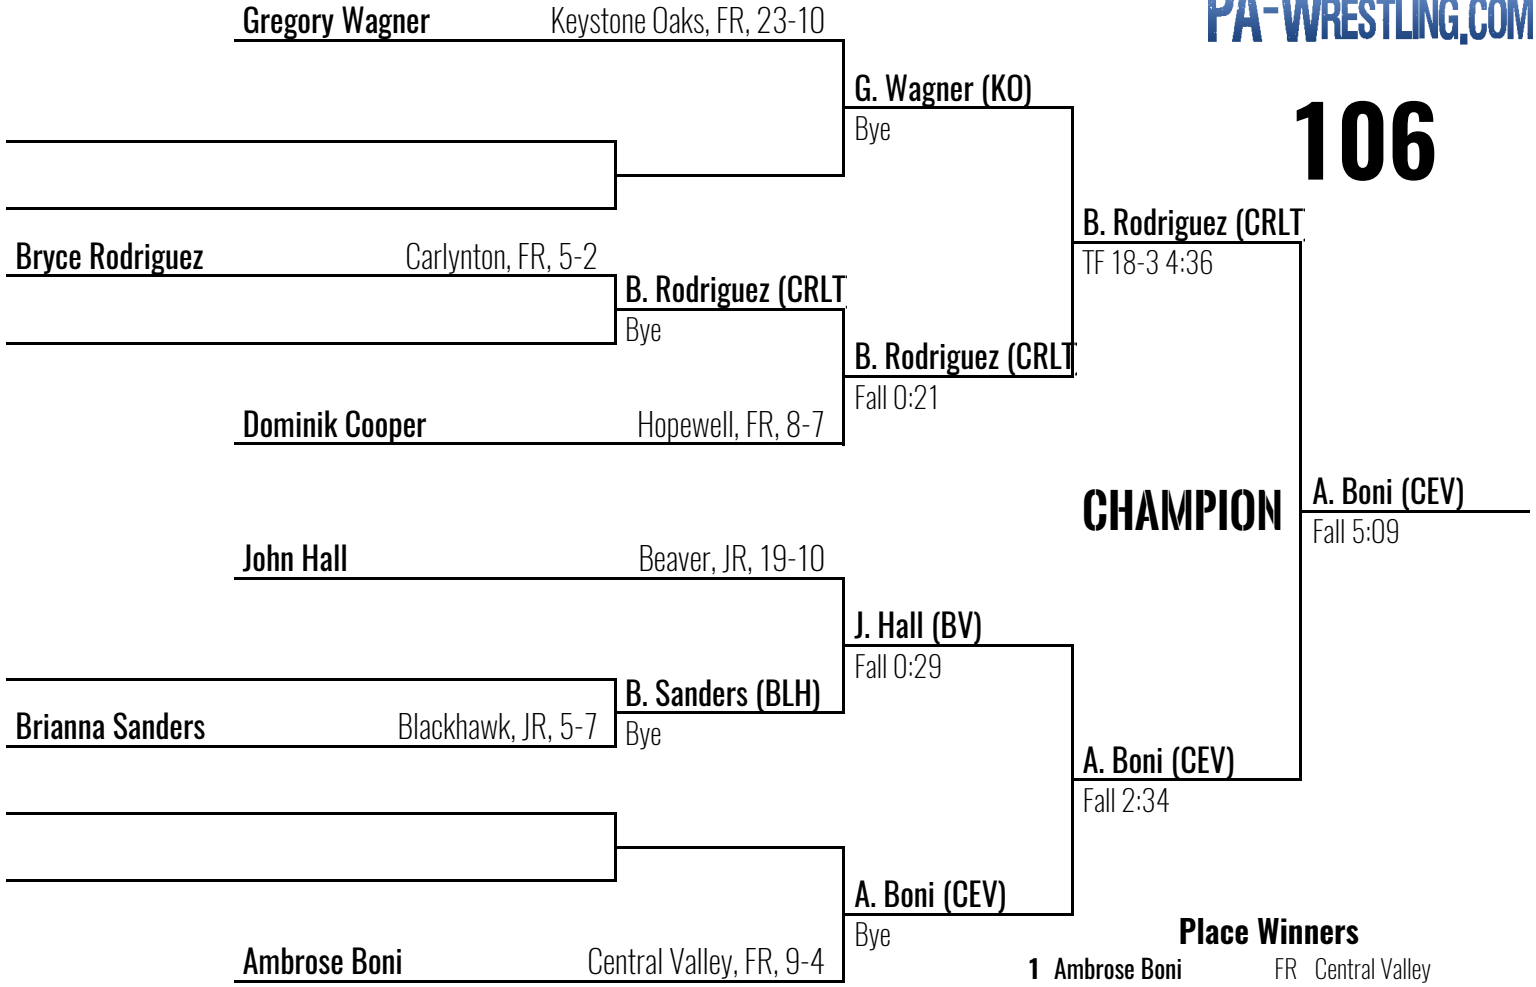 Gregory Wagner Keystone Oaks, FR, 23-10
PA-WRESTLING.COM
G. Wagner (KO)
Bye
106
B. Rodriguez (CRLT)
TF 18-3 4:36
Bryce Rodriguez Carlynton, FR, 5-2
B. Rodriguez (CRLT)
Bye
B. Rodriguez (CRLT)
Fall 0:21
Dominik Cooper Hopewell, FR, 8-7
CHAMPION
A. Boni (CEV)
Fall 5:09
John Hall Beaver, JR, 19-10
J. Hall (BV)
Fall 0:29
B. Sanders (BLH)
Bye
Brianna Sanders Blackhawk, JR, 5-7
A. Boni (CEV)
Fall 2:34
A. Boni (CEV)
Bye
Ambrose Boni Central Valley, FR, 9-4
Place Winners
1 Ambrose Boni FR Central Valley